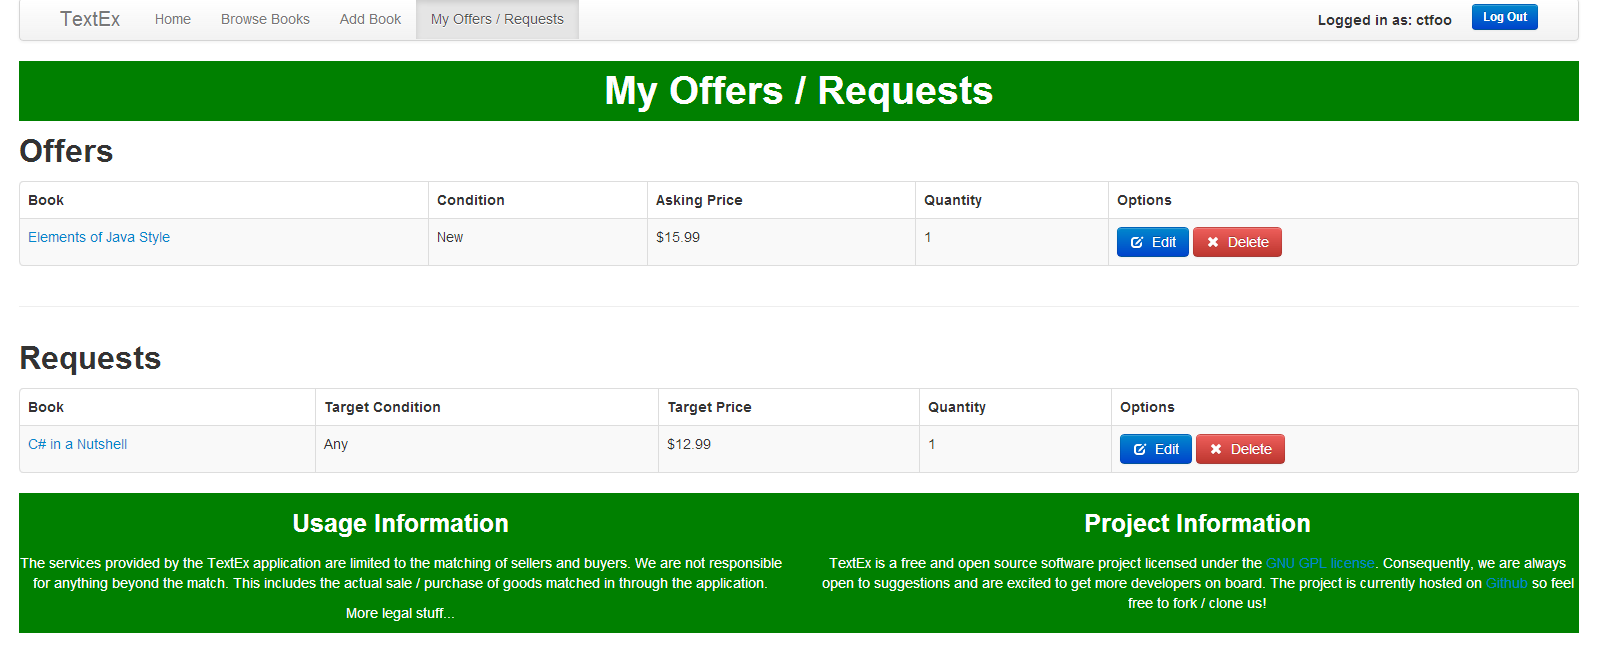 TextEx Home Browse Books Add Book My Offers / Requests Logged in as: ctfoo Log Out
My Offers / Requests
Offers
Book Condition Asking Price Quantity Options
Elements of Java Style New $15.99 1 Edit Delete
Requests
Book Target Condition Target Price Quantity Options
C# in a Nutshell Any $12.99 1 Edit Delete
Usage Information
The services provided by the TextEx application are limited to the matching of sellers and buyers. We are not responsible
for anything beyond the match. This includes the actual sale / purchase of goods matched in through the application.
More legal stuff...
Project Information
TextEx is a free and open source software project licensed under the GNU GPL license. Consequently, we are always
open to suggestions and are excited to get more developers on board. The project is currently hosted on Github so feel
free to fork / clone us!